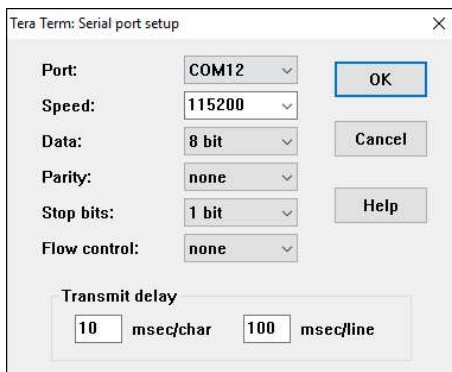 Tera Term: Serial port setup
Port: COM12 OK
Speed: 115200
Data: 8 bit Cancel
Parity: none
Stop bits: 1 bit Help
Flow control: none
Transmit delay
10 msec/char 100 msec/line